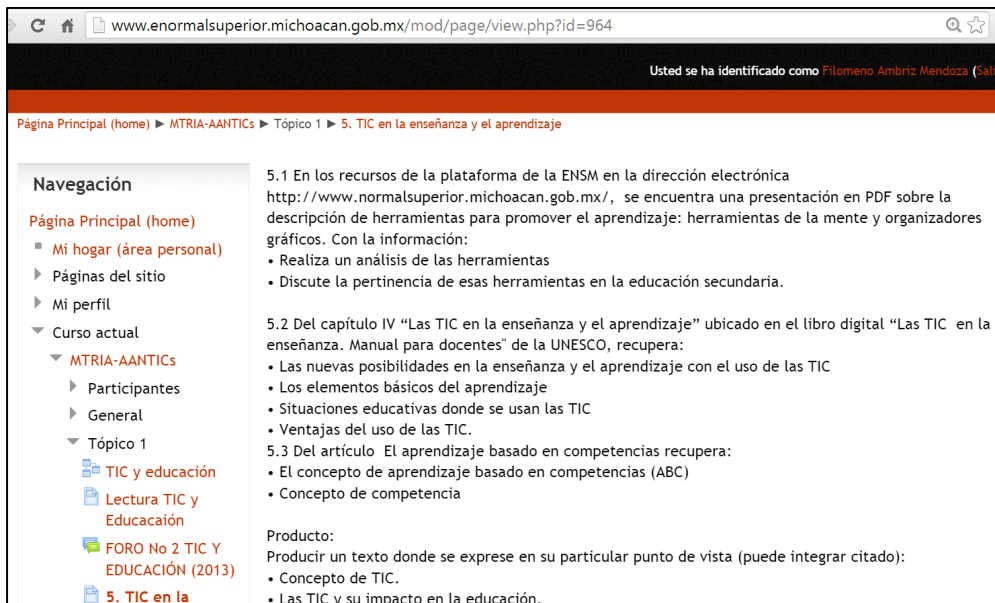 www.enormalsuperior.michoacan.gob.mx/mod/page/view.php?id=964
Usted se ha identificado como Filomeno Ambriz Mendoza (Sali
Página Principal (home) ► MTRIA-AANTICs ► Tópico 1 ► 5. TIC en la enseñanza y el aprendizaje
Navegación
Página Principal (home)
Mi hogar (área personal)
Páginas del sitio
Mi perfil
Curso actual
MTRIA-AANTICs
Participantes
General
Tópico 1
TIC y educación
Lectura TIC y
Educacaión
FORO No 2 TIC Y
EDUCACIÓN (2013)
5. TIC en la
5.1 En los recursos de la plataforma de la ENSM en la dirección electrónica
http://www.normalsuperior.michoacan.gob.mx/, se encuentra una presentación en PDF sobre la
descripción de herramientas para promover el aprendizaje: herramientas de la mente y organizadores
gráficos. Con la información:
• Realiza un análisis de las herramientas
• Discute la pertinencia de esas herramientas en la educación secundaria.
5.2 Del capítulo IV “Las TIC en la enseñanza y el aprendizaje” ubicado en el libro digital “Las TIC en la
enseñanza. Manual para docentes" de la UNESCO, recupera:
• Las nuevas posibilidades en la enseñanza y el aprendizaje con el uso de las TIC
• Los elementos básicos del aprendizaje
• Situaciones educativas donde se usan las TIC
• Ventajas del uso de las TIC.
5.3 Del artículo El aprendizaje basado en competencias recupera:
• El concepto de aprendizaje basado en competencias (ABC)
• Concepto de competencia
Producto:
Producir un texto donde se exprese en su particular punto de vista (puede integrar citado):
• Concepto de TIC.
• Las TIC y su impacto en la educación.